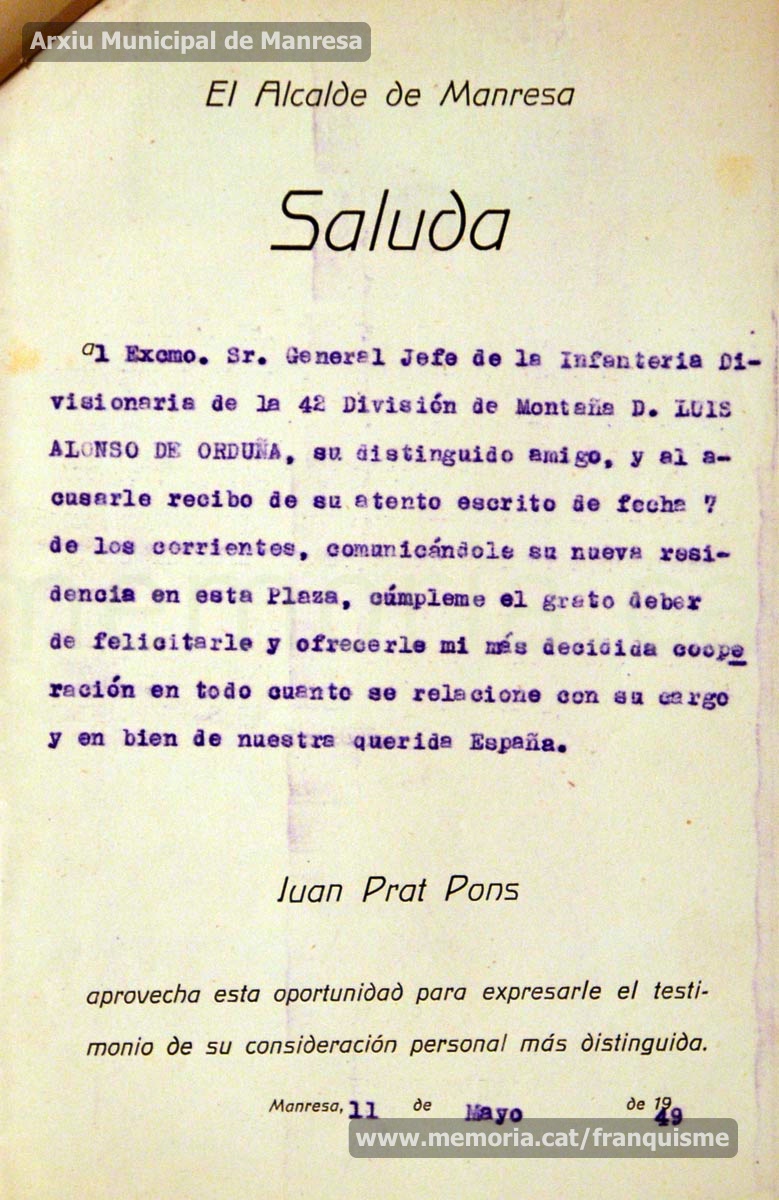 Arxiu Municipal de Manresa
El Alcalde de Manresa
Saluda
al Excmo. Sr. General Jefe de la Infanteria Di-
visionaria de la 42 División de Montaña D. LUIS
ALONSO DE ORDUÑA, su distinguido amigo, y al a-
cusarle recibo de su atento escrito de fecha 7
de los corrientes, comunicándole su nueva resi-
dencia en esta Plaza, cúmpleme el grato deber
de felicitarle y ofrecerle mi más decidida coope
ración en todo cuanto se relacione con su cargo
y en bien de nuestra querida España.
Juan Prat Pons
aprovecha esta oportunidad para expresarle el testi-
monio de su consideración personal más distinguida.
Manresa, 11 de Mayo de 1949
www.memoria.cat/franquisme